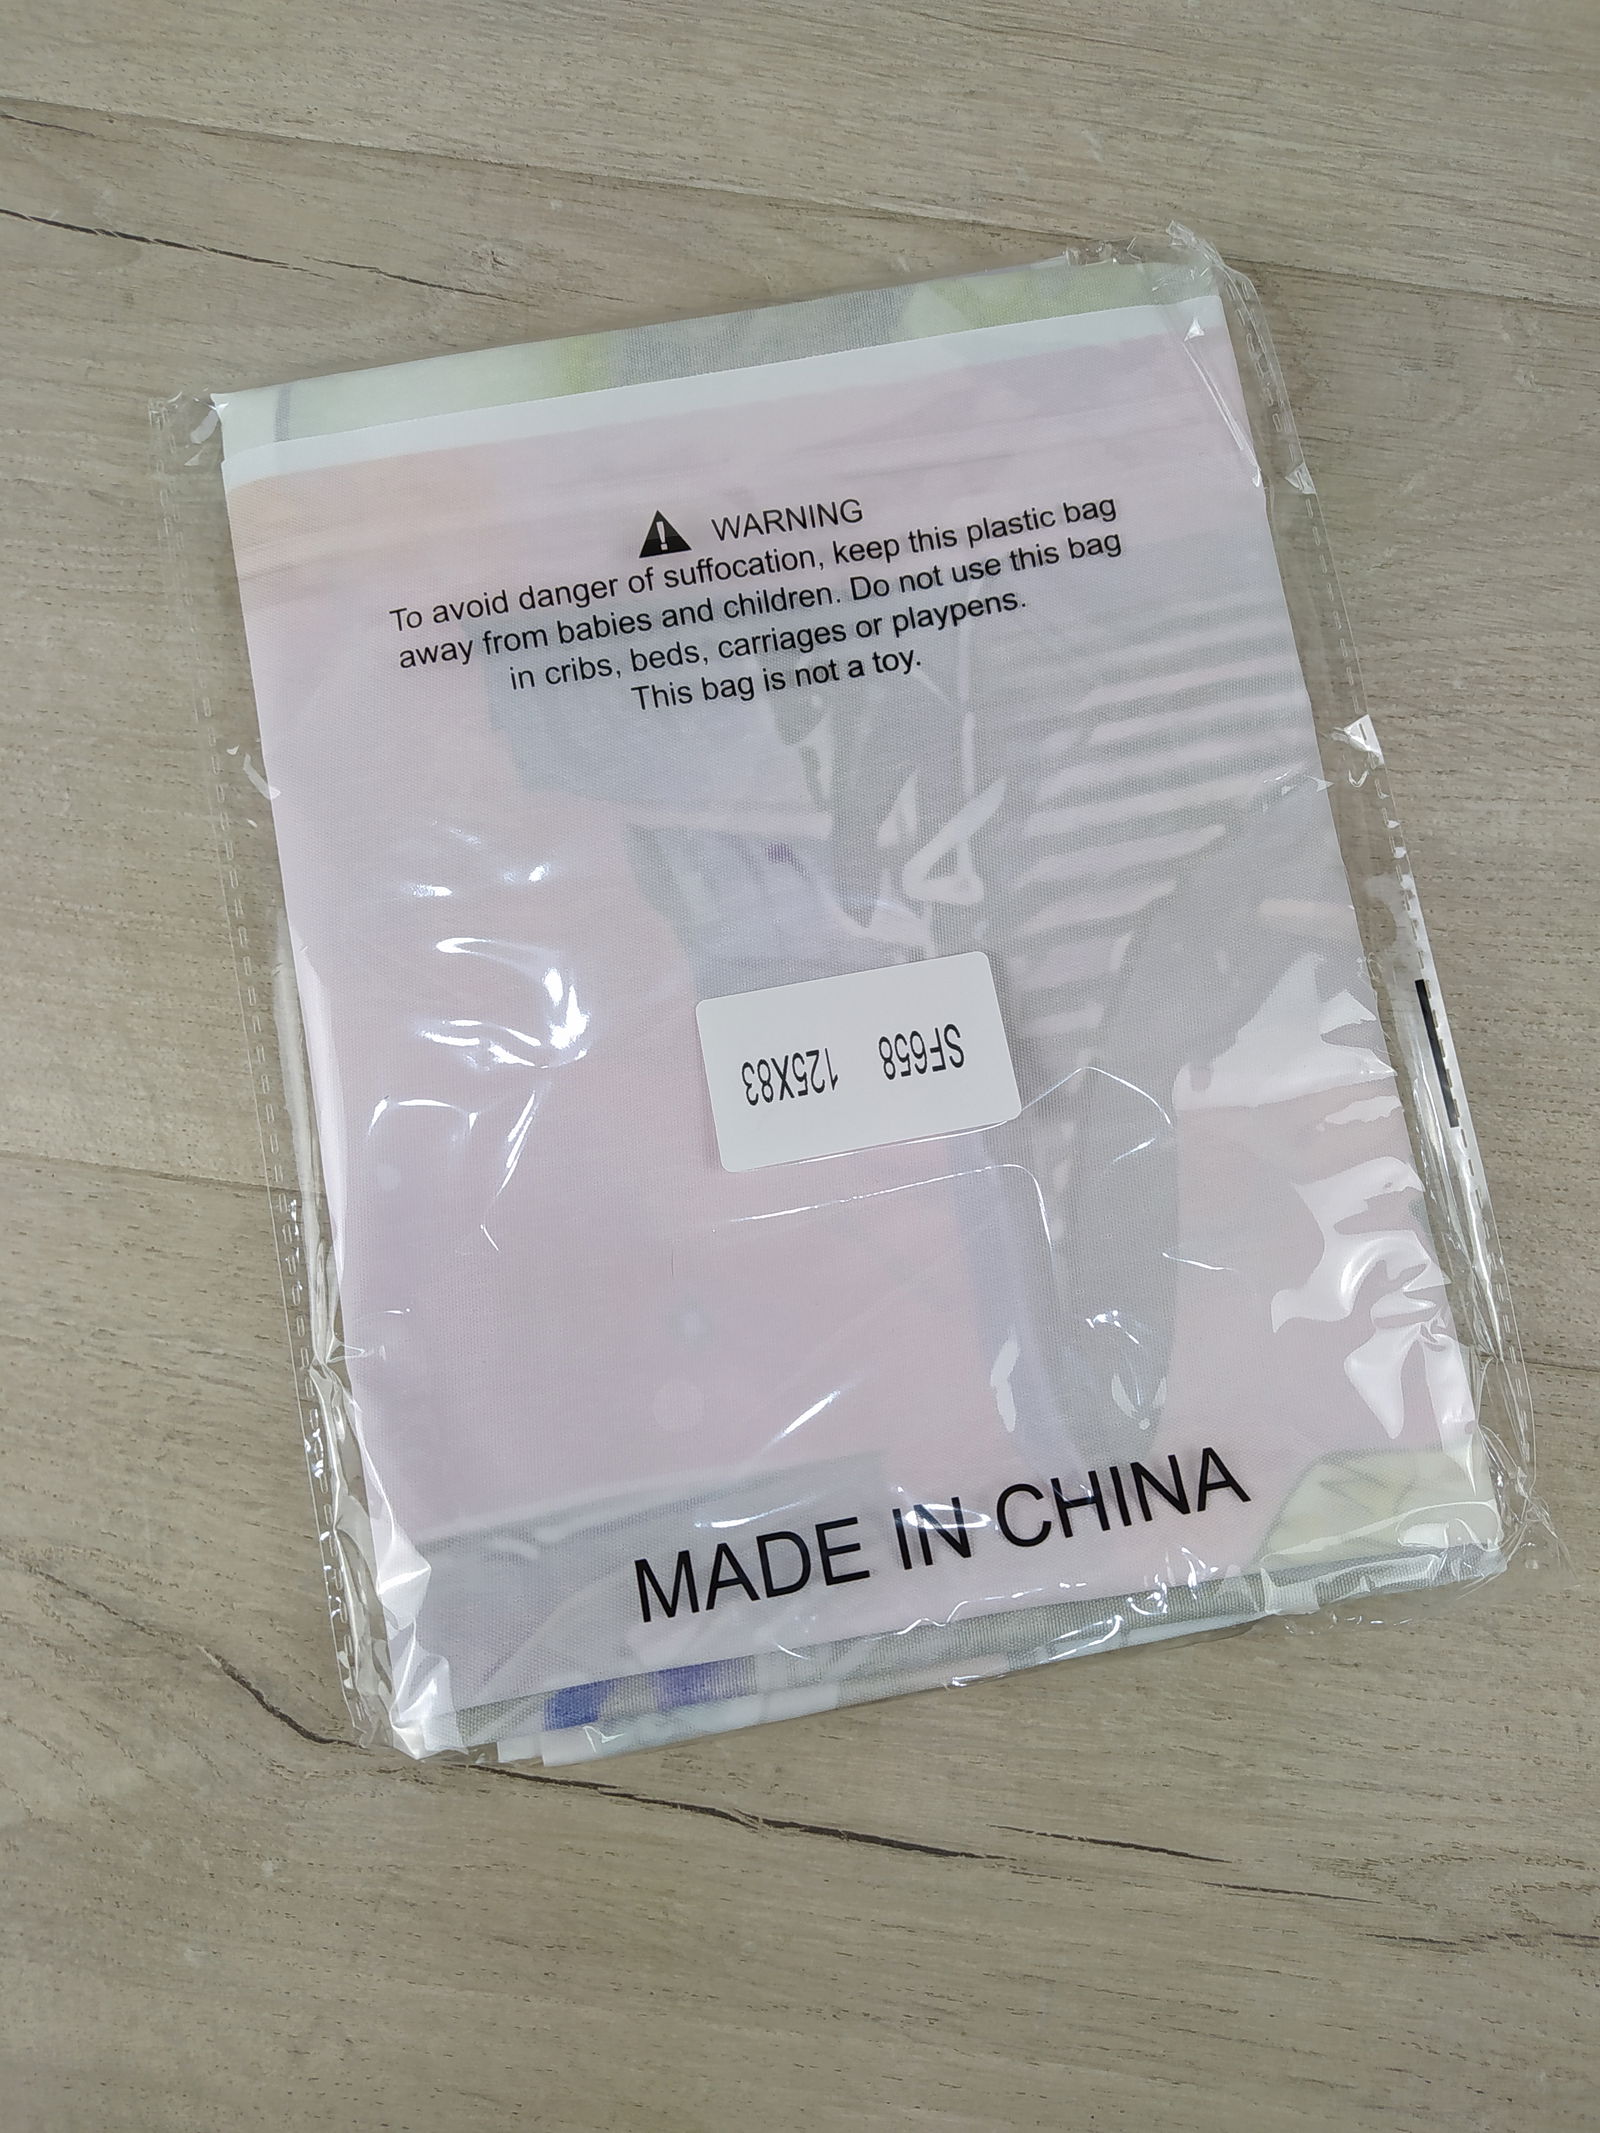 WARNING
To avoid danger of suffocation, keep this plastic bag
away from babies and children. Do not use this bag
in cribs, beds, carriages or playpens.
This bag is not a toy.
SF658 125X83
MADE IN CHINA